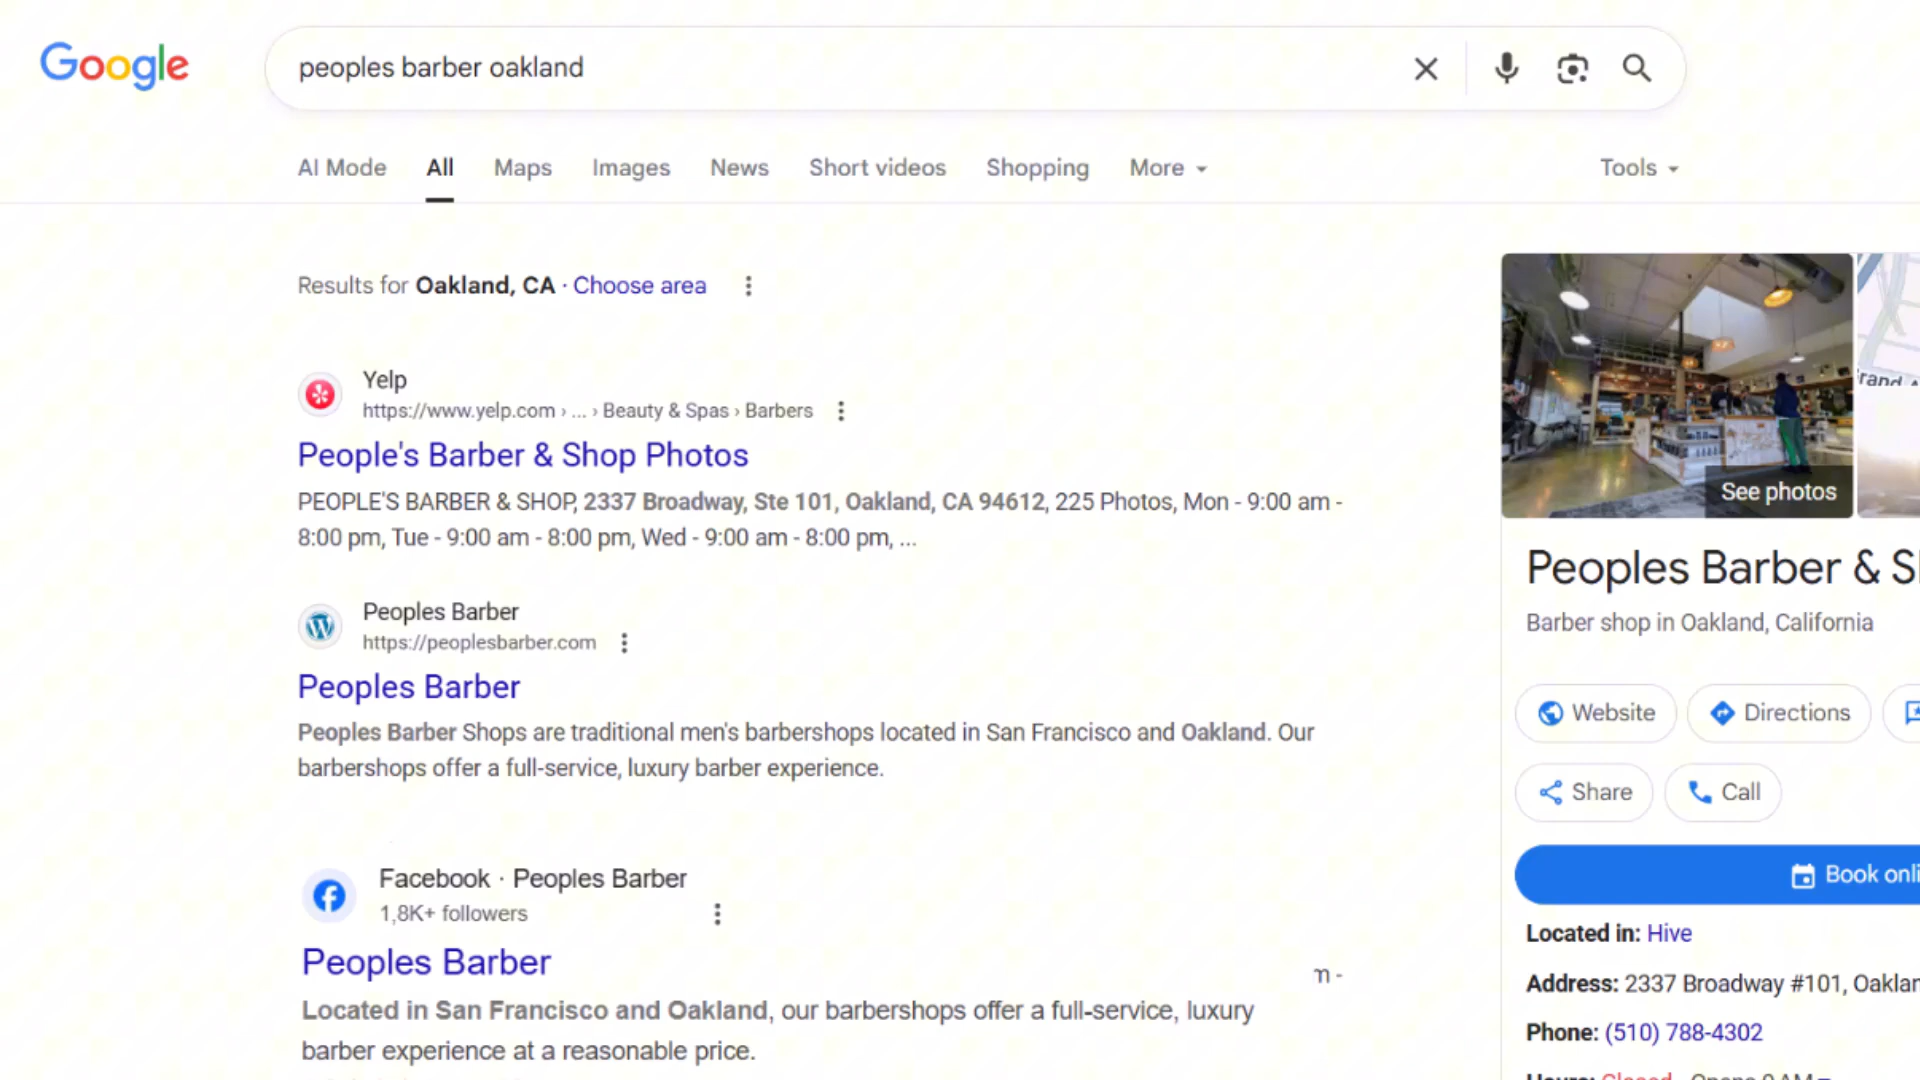 Google
peoples barber oakland
AI Mode All Maps Images News Short videos Shopping More Tools
Results for Oakland, CA · Choose area
Yelp
https://www.yelp.com › ... › Beauty & Spas › Barbers
People's Barber & Shop Photos
PEOPLE'S BARBER & SHOP, 2337 Broadway, Ste 101, Oakland, CA 94612, 225 Photos, Mon - 9:00 am -
8:00 pm, Tue - 9:00 am - 8:00 pm, Wed - 9:00 am - 8:00 pm, ...
Peoples Barber
https://peoplesbarber.com
Peoples Barber
Peoples Barber Shops are traditional men's barbershops located in San Francisco and Oakland. Our
barbershops offer a full-service, luxury barber experience.
Facebook · Peoples Barber
1,8K+ followers
Peoples Barber
Located in San Francisco and Oakland, our barbershops offer a full-service, luxury
barber experience at a reasonable price.
See photos
Peoples Barber &
Barber shop in Oakland, California
Website Directions
Share Call
Book
Located in: Hive
Address: 2337 Broadway #101,
Phone: (510) 788-4302